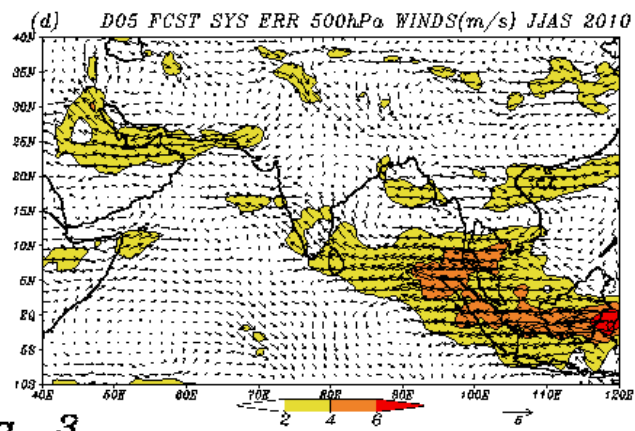 (d) D05 FCST SYS ERR 500hPa WINDS(m/s) JJAS 2010
40N
35N
30N
25N
20N
15N
10N
5N
EQ
5S
10S
40E 50E 60E 70E 80E 90E 100E 110E 120E
2 4 6
5